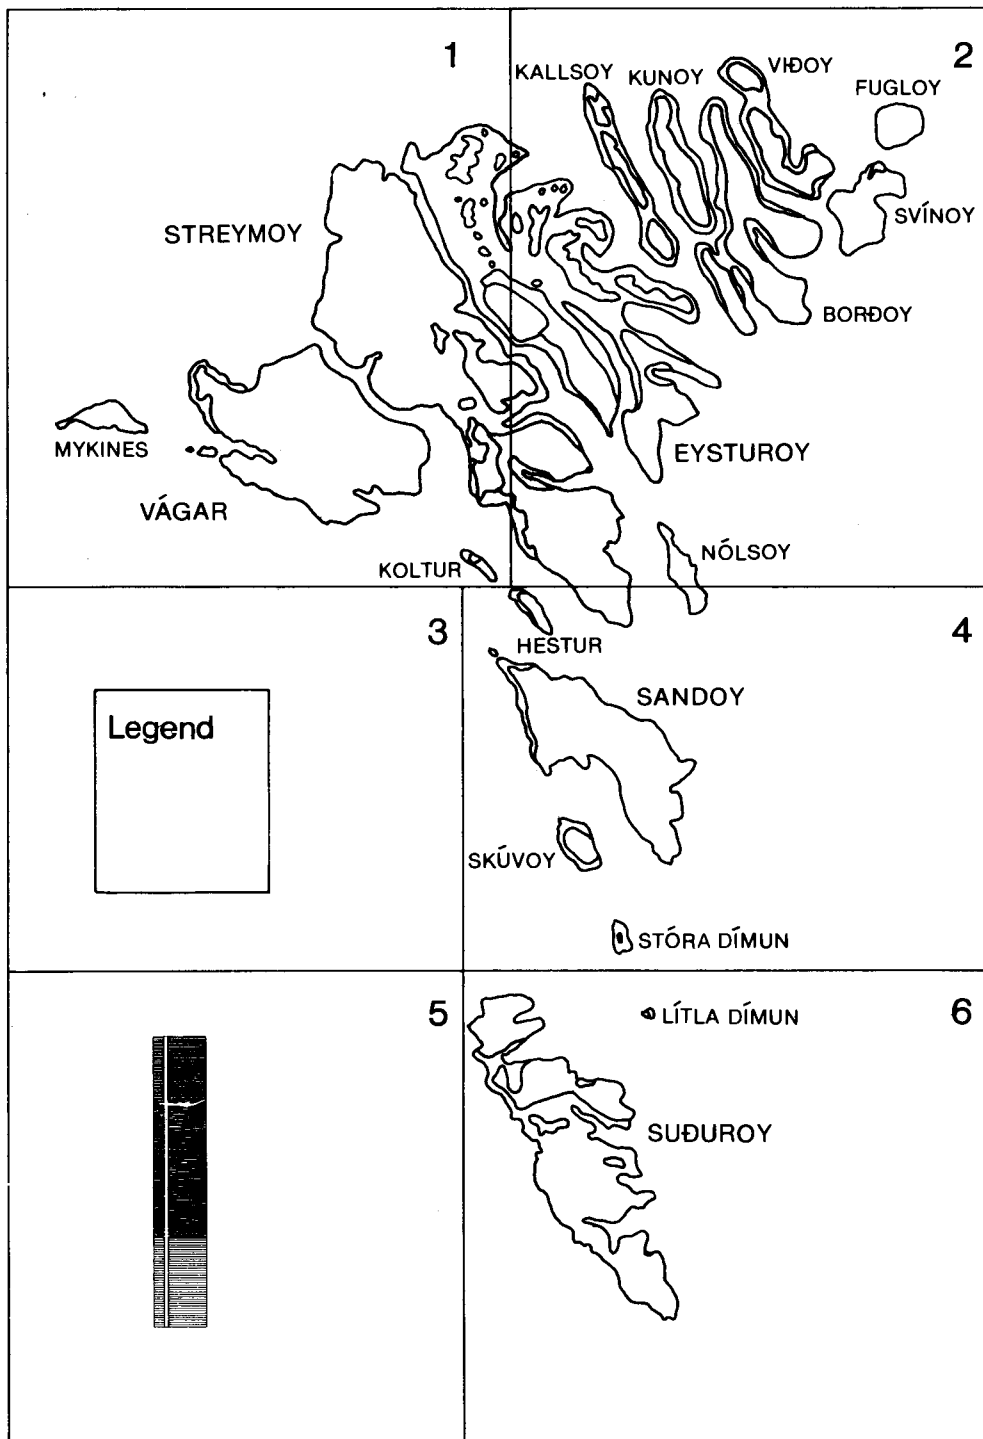 1
2
KALLSOY
KUNOY
VIÐOY
FUGLOY
STREYMOY
SVÍNOY
BORÐOY
MYKINES
EYSTUROY
VÁGAR
NÓLSOY
KOLTUR
3
4
HESTUR
SANDOY
Legend
SKÚVOY
STÓRA DÍMUN
5
6
LÍTLA DÍMUN
SUÐUROY